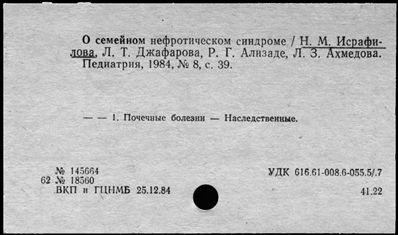 О семейном нефротическом синдроме / Н. М. Исрафи-
лова, Л. Т. Джафарова, Р. Г. Ализаде, Л. З. Ахмедова.
Педиатрия, 1984, № 8, с. 39.
— — 1. Почечные болезни — Наследственные.
№ 145664 УДК 616.61-008.6-055.5/.7
62 № 18560
ВКП и ГЦНМБ 25.12.84 41.22